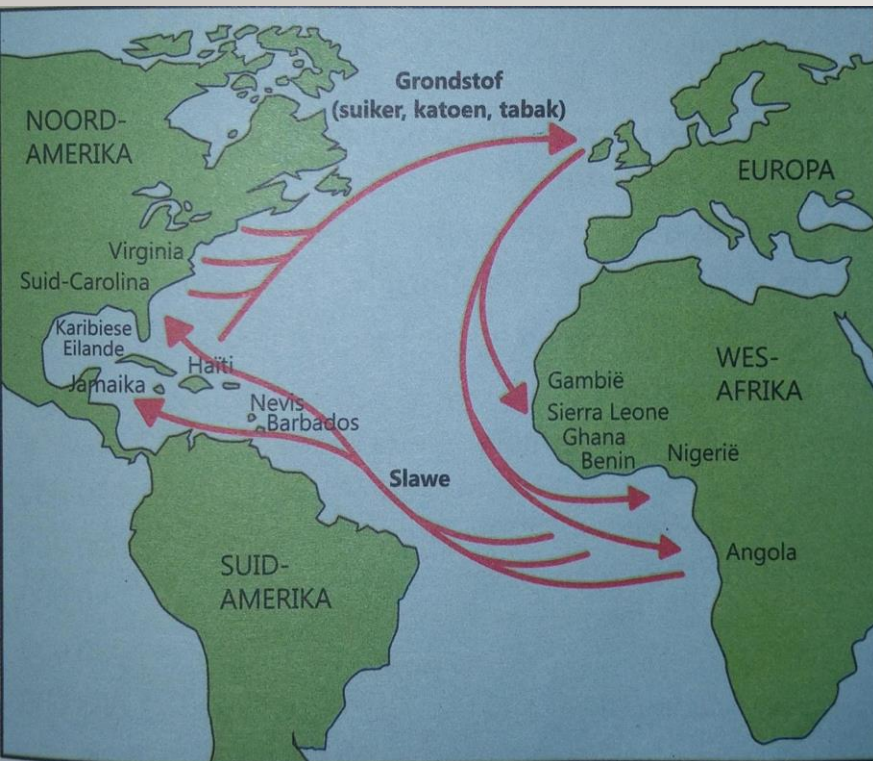 Grondstof
(suiker, katoen, tabak)
NOORD-
AMERIKA
EUROPA
Virginia
Suid-Carolina
Karibiese
Eilande
Haïti
Jamaika
Nevis
Barbados
WES-
AFRIKA
Gambië
Sierra Leone
Ghana
Benin
Nigerië
Slawe
Angola
SUID-
AMERIKA